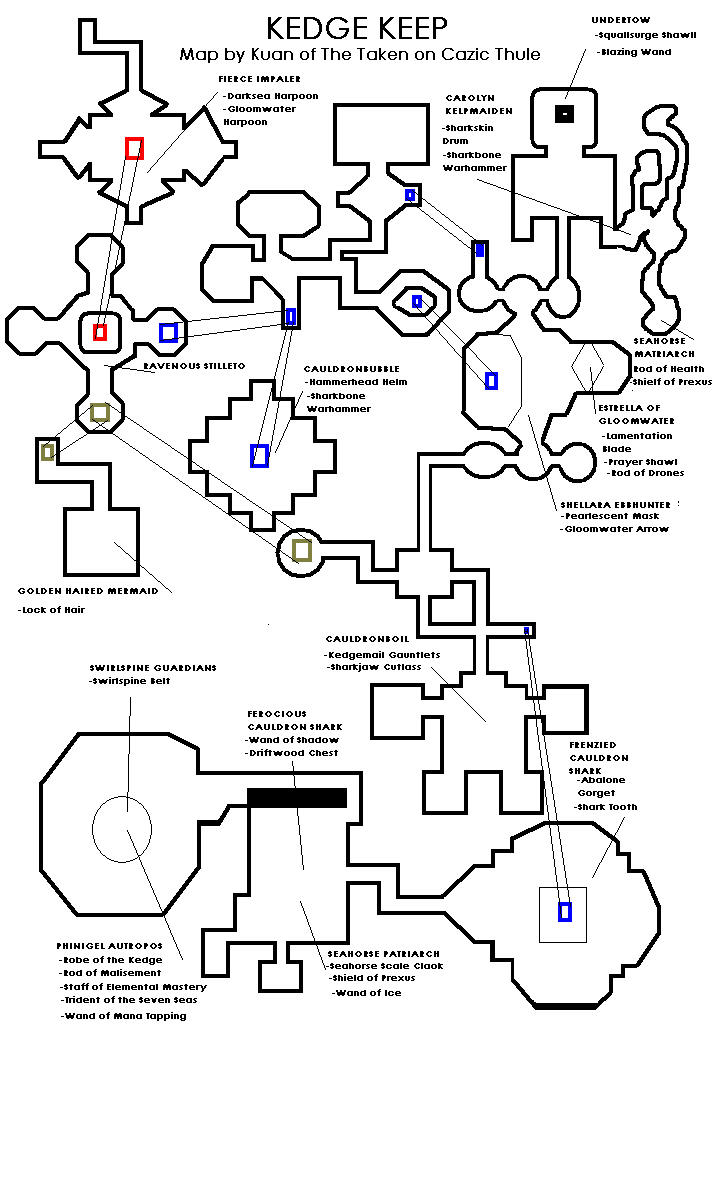 KEDGE KEEP
Map by Kuan of The Taken on Cazic Thule
UNDERTOW
-Squallsurge Shawl
-Blazing Wand
FIERCE IMPALER
-Darksea Harpoon
-Gloomwater
Harpoon
CAROLYN
KELPMAIDEN
-Sharkskin
Drum
-Sharkbone
Warhammer
SEAHORSE
MATRIARCH
Rod of Health
-Shielf of Prexus
RAVENOUS STILLETO
CAULDRONBUBBLE
-Hammerhead Helm
-Sharkbone
Warhammer
ESTRELLA OF
GLOOMWATER
-Lamentation
Blade
-Prayer Shawl
-Rod of Drones
SHELLARA EBBHUNTER
-Pearlescent Mask
-Gloomwater Arrow
GOLDEN HAIRED MERMAID
-Lock of Hair
CAULDRONBOIL
-Kedgemail Gauntlets
-Sharkjaw Cutlass
SWIRLSPINE GUARDIANS
-Swirlspine Belt
FEROCIOUS
CAULDRON SHARK
-Wand of Shadow
-Driftwood Chest
FRENZIED
CAULDRON
SHARK
-Abalone
Gorget
-Shark Tooth
PHINIGEL AUTROPOS
-Robe of the Kedge
-Rod of Malisement
-Staff of Elemental Mastery
-Trident of the Seven Seas
-Wand of Mana Tapping
SEAHORSE PATRIARCH
-Seahorse Scale Cloak
-Shield of Prexus
-Wand of Ice